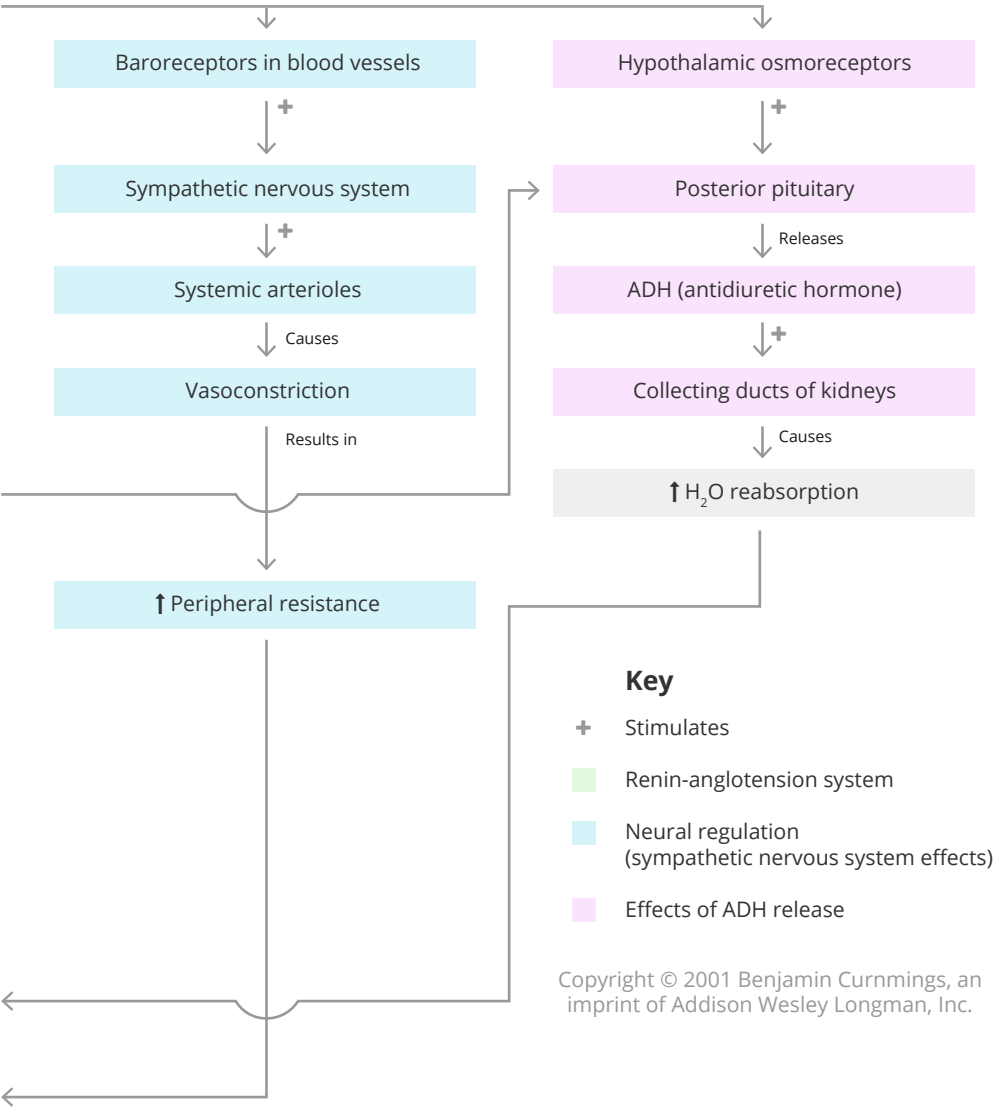 Baroreceptors in blood vessels
+
Sympathetic nervous system
+
Systemic arterioles
Causes
Vasoconstriction
Results in
↑ Peripheral resistance
Hypothalamic osmoreceptors
+
Posterior pituitary
Releases
ADH (antidiuretic hormone)
+
Collecting ducts of kidneys
Causes
↑ H₂O reabsorption
Key
+ Stimulates
Renin-anglotension system
Neural regulation
(sympathetic nervous system effects)
Effects of ADH release
Copyright © 2001 Benjamin Curnmings, an
imprint of Addison Wesley Longman, Inc.